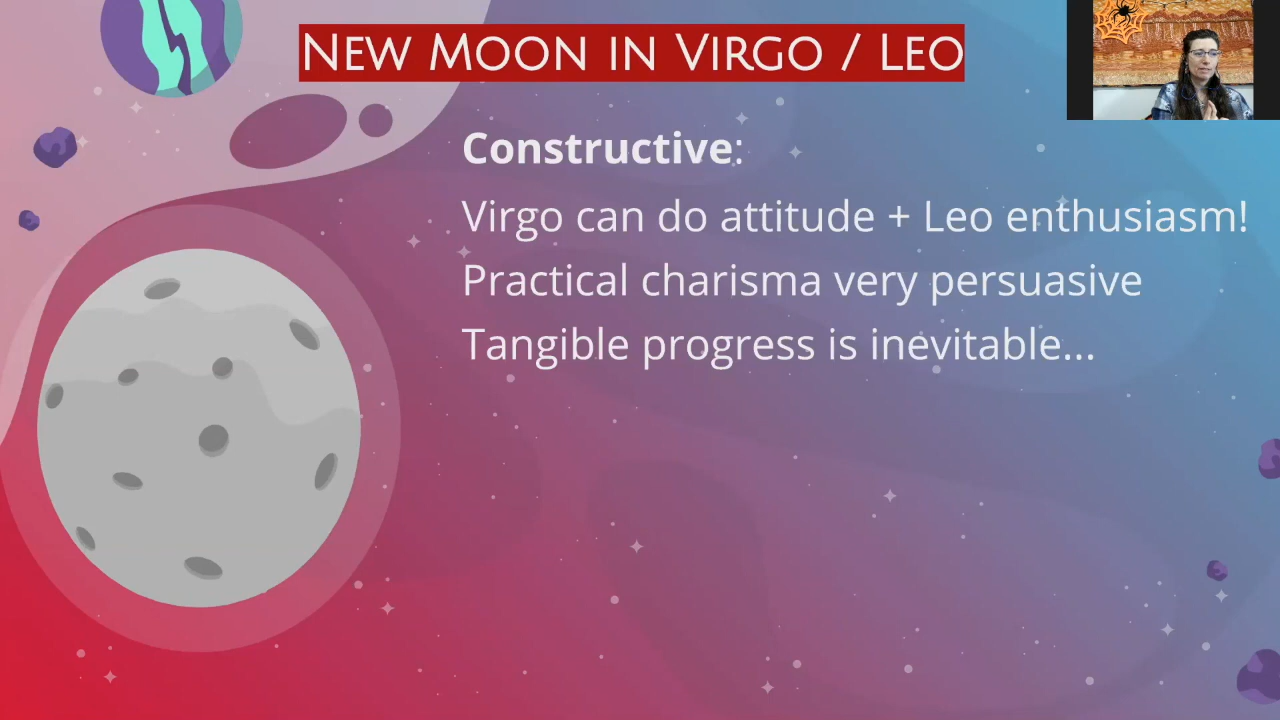 New Moon in Virgo / Leo
Constructive:
Virgo can do attitude + Leo enthusiasm!
Practical charisma very persuasive
Tangible progress is inevitable...